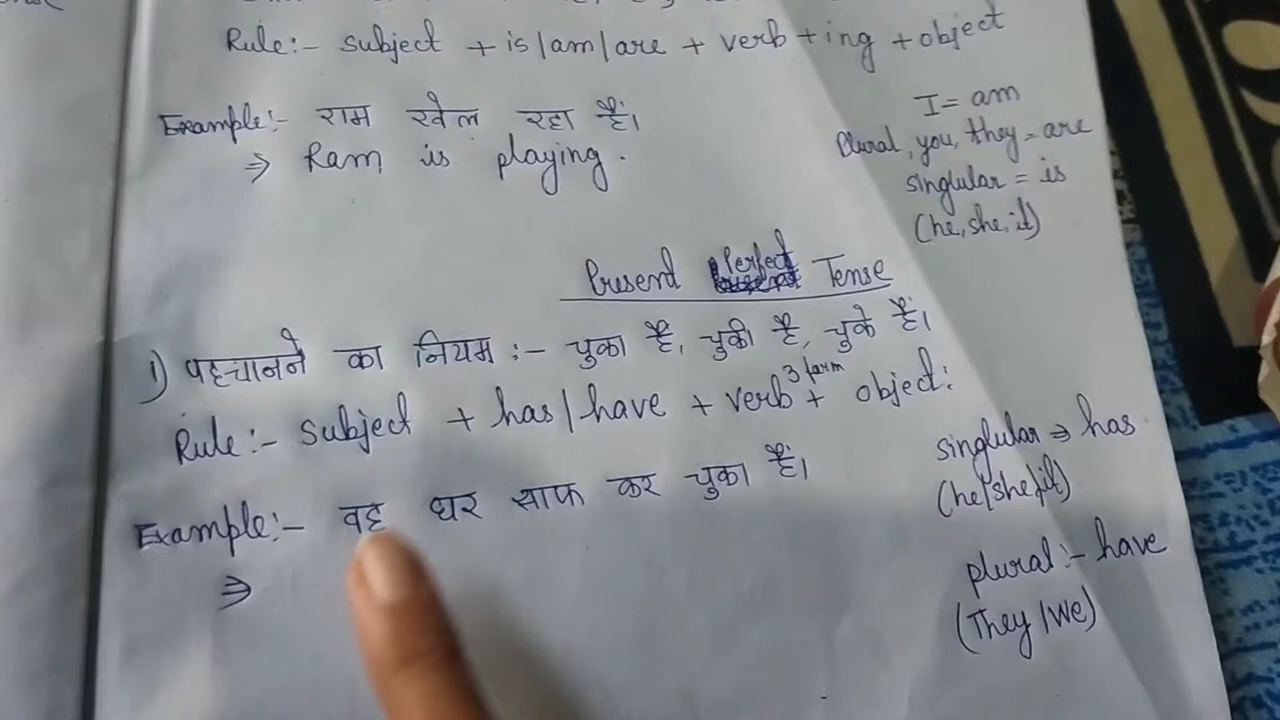 Rule:- subject + is/am/are + verb + ing + object
Example:- राम खेल रहा है।
⇒ Ram is playing.
I = am
Plural, you, they = are
singlular = is
(he, she, it)
Present Perfect Tense
1) पहचानने का नियम :- चुका है, चुकी है, चुके हैं।
Rule:- subject + has/have + verb 3 farm + object:
Example:- वह घर साफ कर चुका है।
⇒
singlular ⇒ has
(he/she/it)
plural:- have
(They/We)